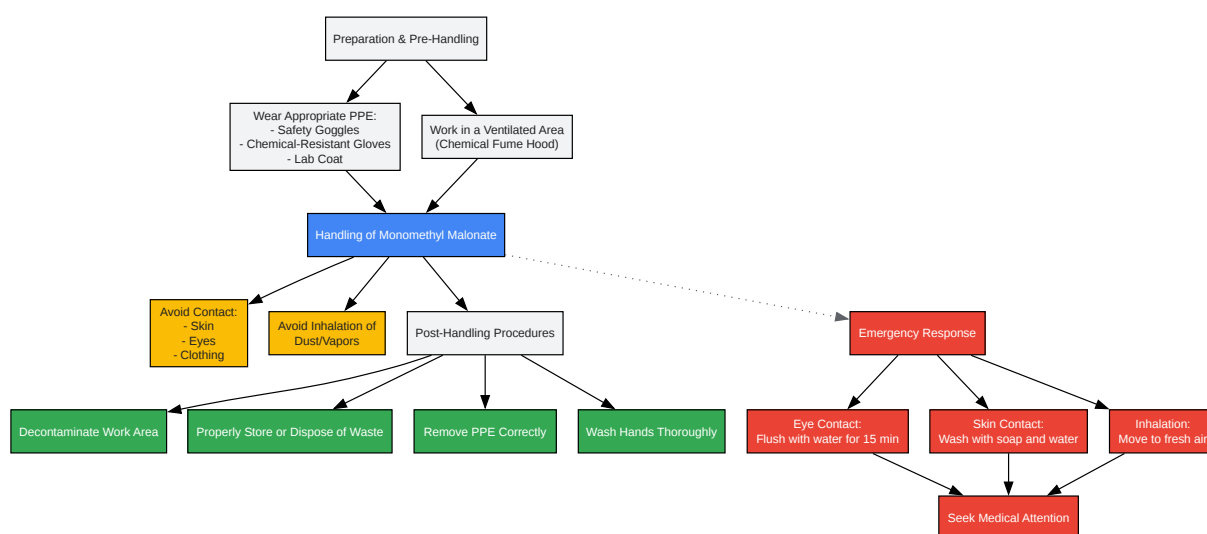 Preparation & Pre-Handling
Wear Appropriate PPE:
- Safety Goggles
- Chemical-Resistant Gloves
- Lab Coat
Work in a Ventilated Area
(Chemical Fume Hood)
Handling of Monomethyl Malonate
Avoid Contact:
- Skin
- Eyes
- Clothing
Avoid Inhalation of
Dust/Vapors
Post-Handling Procedures
Emergency Response
Decontaminate Work Area
Properly Store or Dispose of Waste
Remove PPE Correctly
Wash Hands Thoroughly
Eye Contact:
Flush with water for 15 min
Skin Contact:
Wash with soap and water
Inhalation:
Move to fresh air
Seek Medical Attention